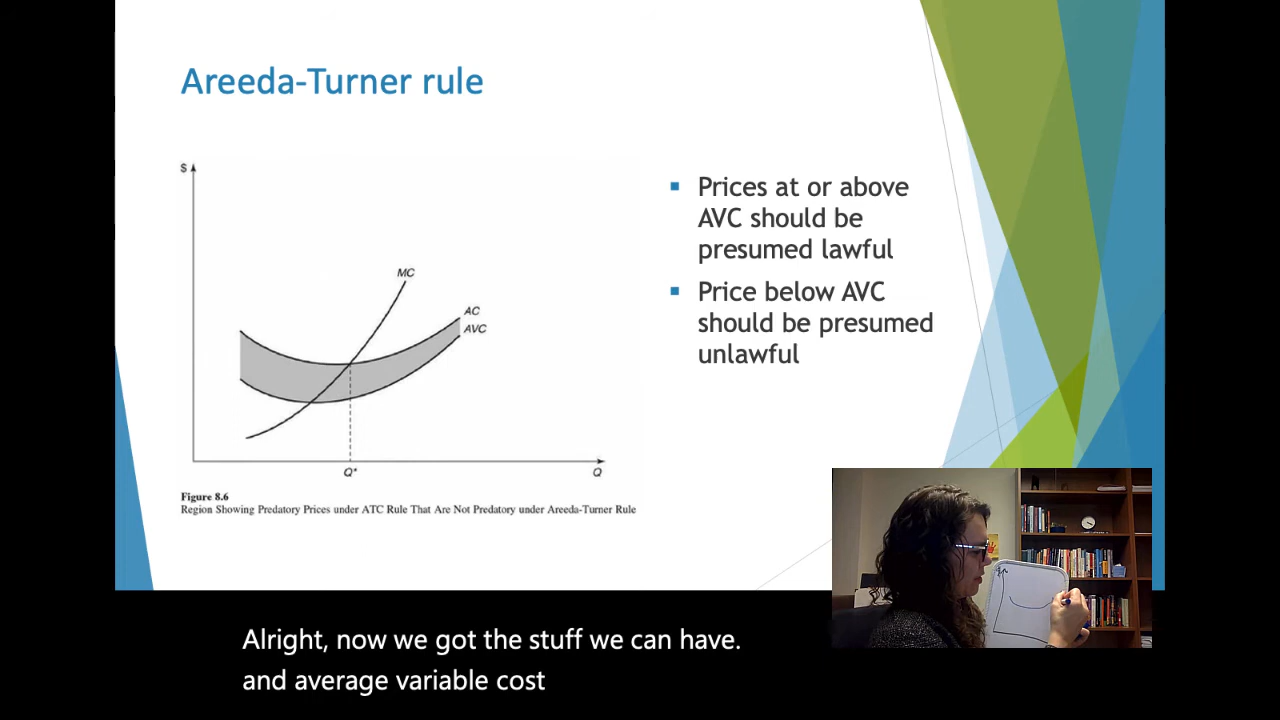 Areeda-Turner rule
$
MC
AC
AVC
Q*
Q
Figure 8.6
Region Showing Predatory Prices under ATC Rule That Are Not Predatory under Areeda-Turner Rule
▪ Prices at or above
AVC should be
presumed lawful
▪ Price below AVC
should be presumed
unlawful
Alright, now we got the stuff we can have.
and average variable cost